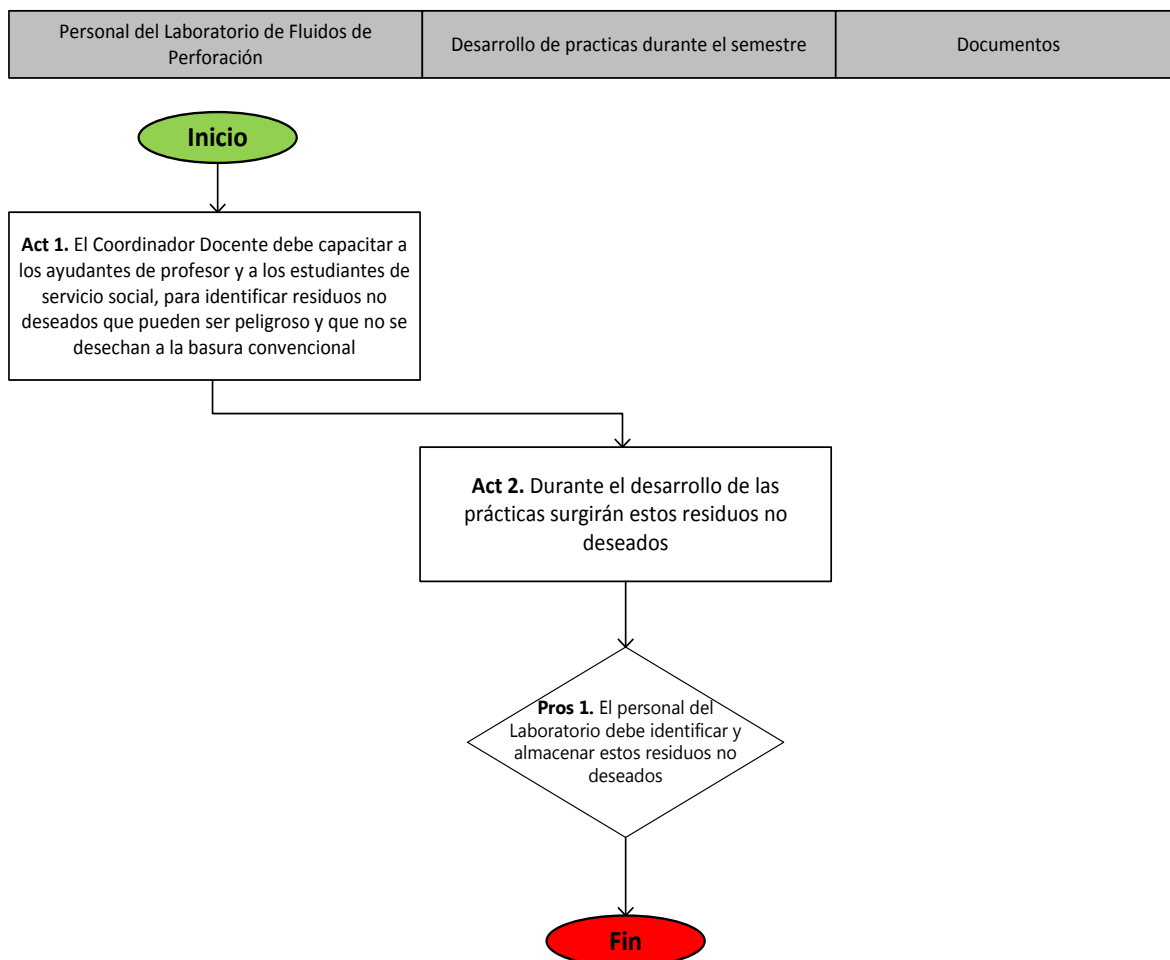 Personal del Laboratorio de Fluidos de
Perforación
Desarrollo de practicas durante el semestre
Documentos
Inicio
Act 1. El Coordinador Docente debe capacitar a
los ayudantes de profesor y a los estudiantes de
servicio social, para identificar residuos no
deseados que pueden ser peligroso y que no se
desechan a la basura convencional
Act 2. Durante el desarrollo de las
prácticas surgirán estos residuos no
deseados
Pros 1. El personal del
Laboratorio debe identificar y
almacenar estos residuos no
deseados
Fin